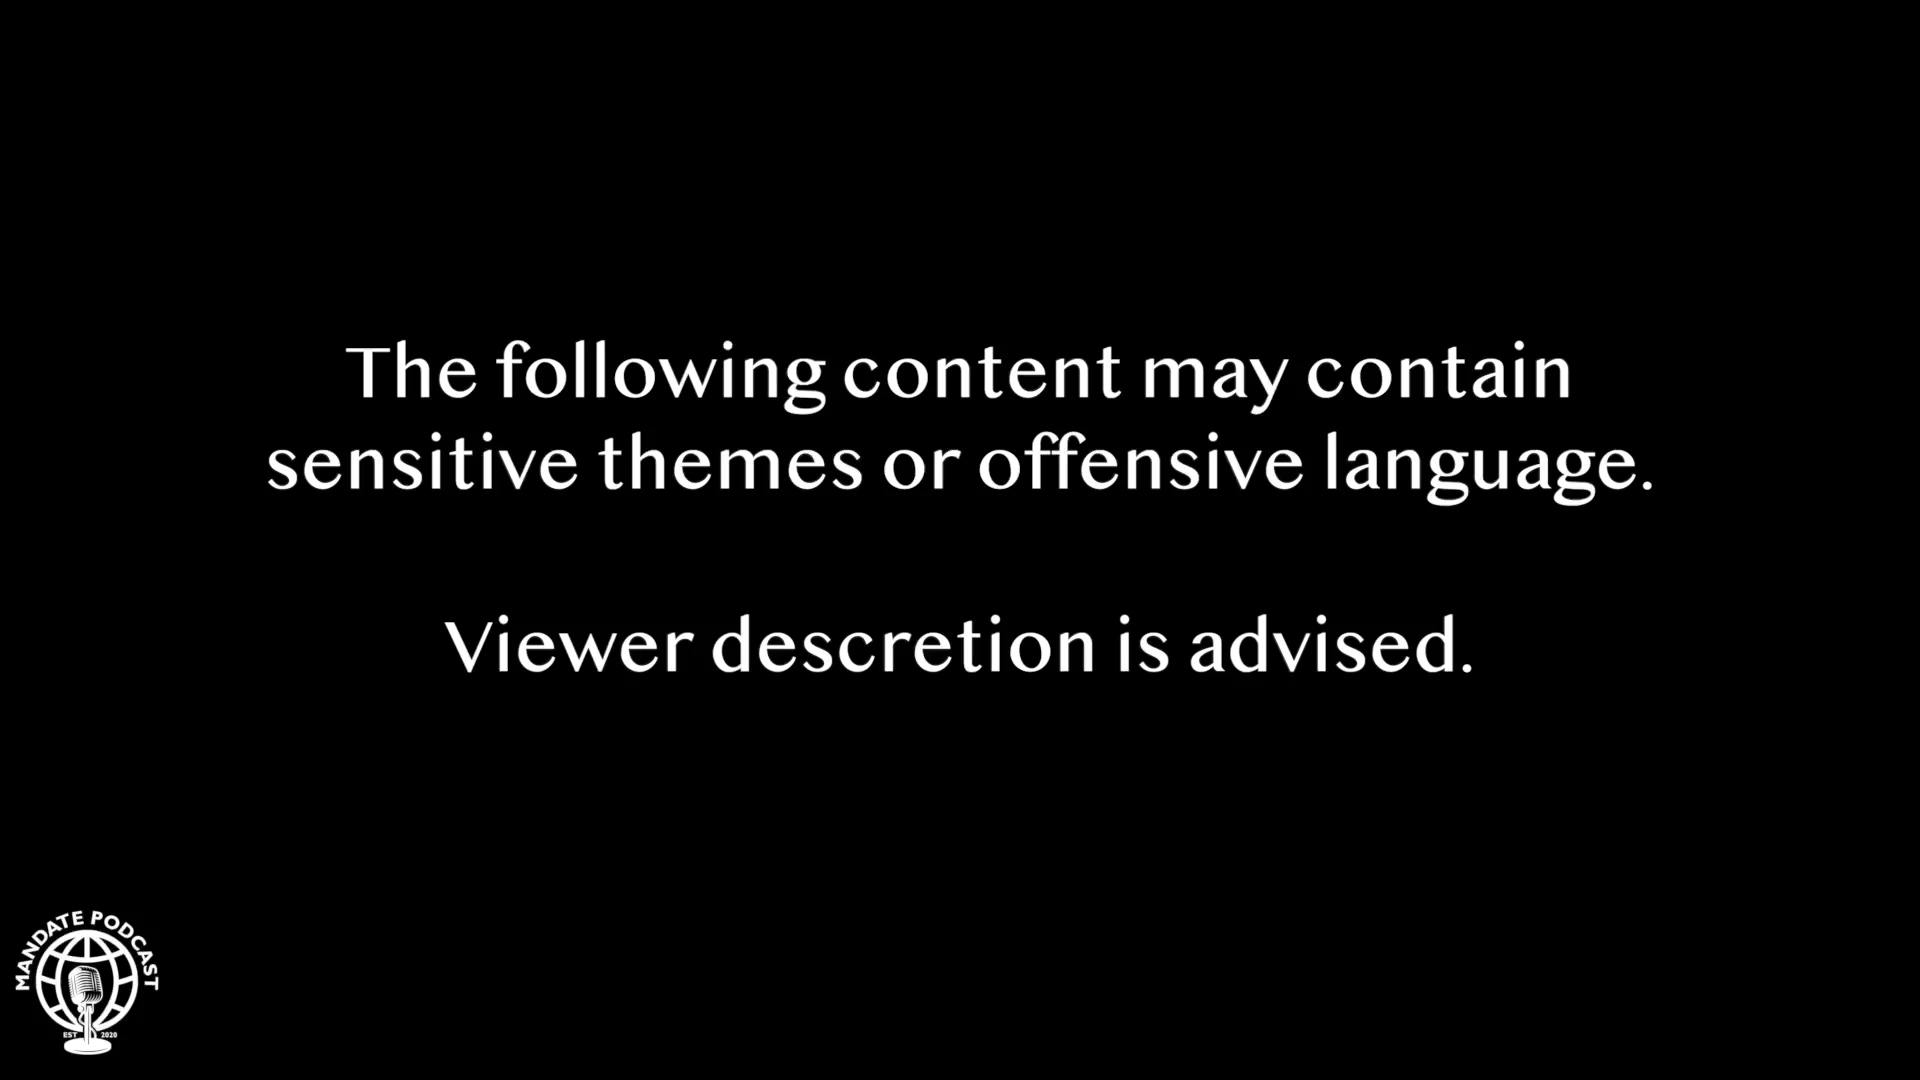 The following content may contain
sensitive themes or offensive language.
Viewer descretion is advised.
MANDATE PODCAST
EST 2020